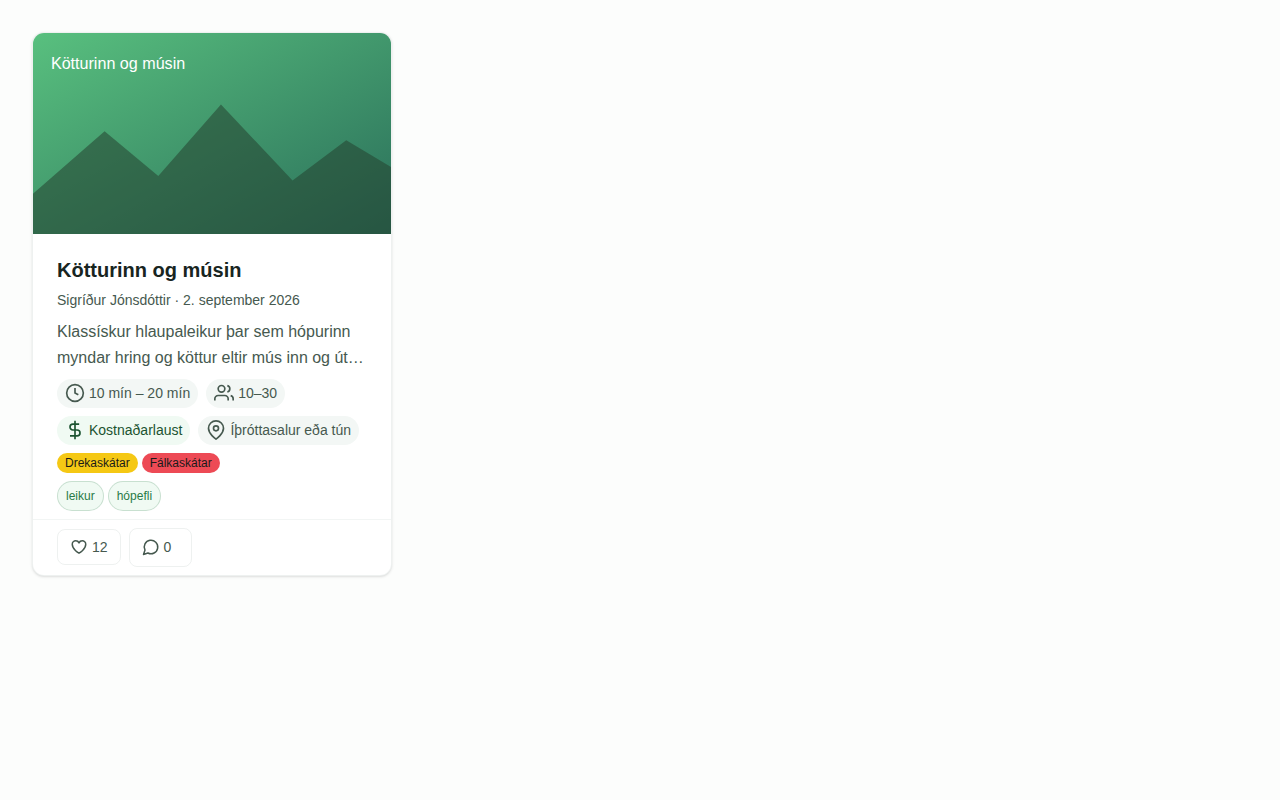 Kötturinn og músin
Kötturinn og músin
Sigríður Jónsdóttir · 2. september 2026
Klassískur hlaupaleikur þar sem hópurinn
myndar hring og köttur eltir mús inn og út…
10 mín – 20 mín 10–30
Kostnaðarlaust Íþróttasalur eða tún
Drekaskátar Fálkaskátar
leikur hópefli
12 0